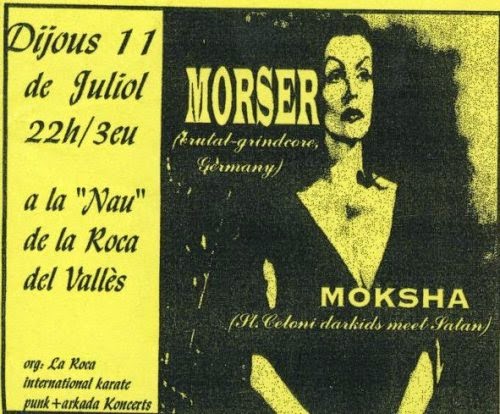 Dijous 11
de Juliol
22h/3eu
a la "Nau"
de la Roca
del Vallès
org: La Roca
international karate
punk+arkada Koncerts
MORSER
(brutal-grindcore,
Germany)
MOKSHA
(St. Celoni darkids meet Satan)